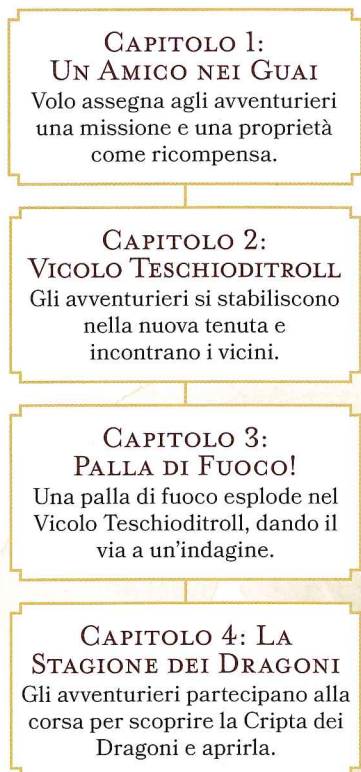 Capitolo 1:
Un Amico nei Guai
Volo assegna agli avventurieri
una missione e una proprietà
come ricompensa.
Capitolo 2:
Vicolo Teschioditroll
Gli avventurieri si stabiliscono
nella nuova tenuta e
incontrano i vicini.
Capitolo 3:
Palla di Fuoco!
Una palla di fuoco esplode nel
Vicolo Teschioditroll, dando il
via a un'indagine.
Capitolo 4: La
Stagione dei Dragoni
Gli avventurieri partecipano alla
corsa per scoprire la Cripta dei
Dragoni e aprirla.